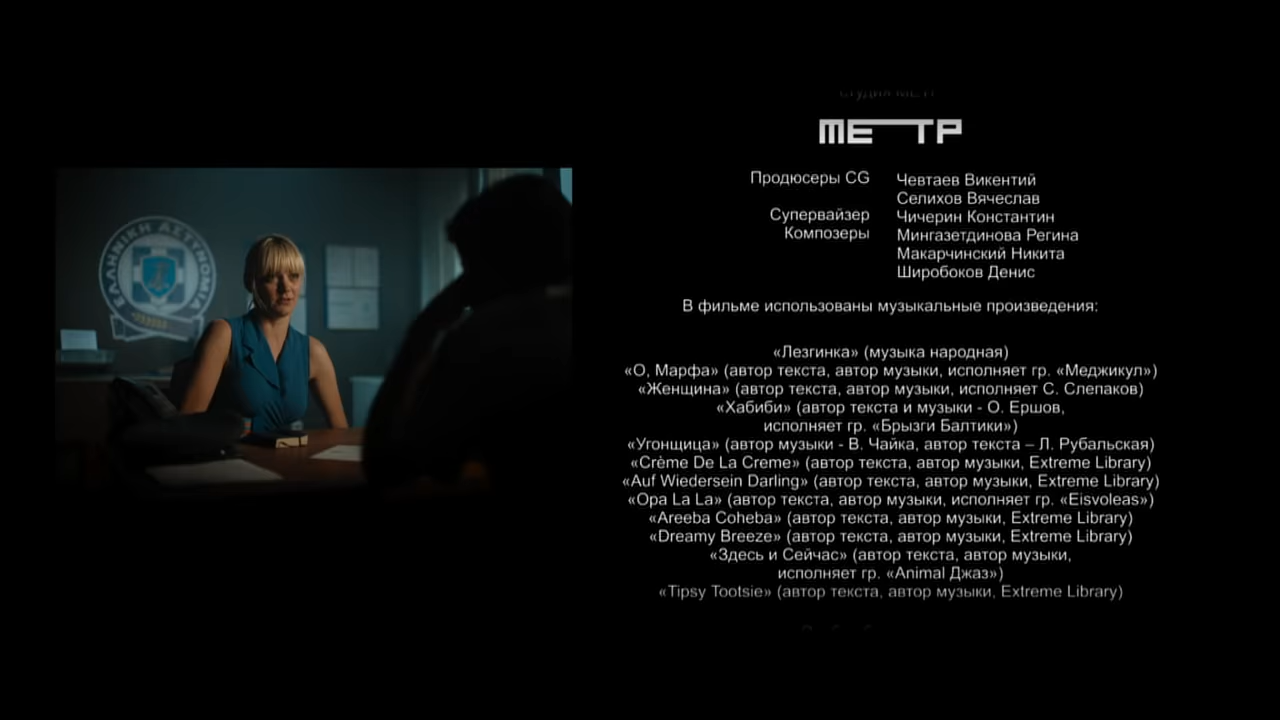 ΕΛΛΗΝΙΚΗ ΑΣΤΥΝΟΜΙΑ
студия МЕТР
МЕТР
Продюсеры CG Чевтаев Викентий
Селихов Вячеслав
Супервайзер Чичерин Константин
Композеры Мингазетдинова Регина
Макарчинский Никита
Широбоков Денис
В фильме использованы музыкальные произведения:
«Лезгинка» (музыка народная)
«О, Марфа» (автор текста, автор музыки, исполняет гр. «Меджикул»)
«Женщина» (автор текста, автор музыки, исполняет С. Слепаков)
«Хабиби» (автор текста и музыки - О. Ершов,
исполняет гр. «Брызги Балтики»)
«Угонщица» (автор музыки - В. Чайка, автор текста – Л. Рубальская)
«Crème De La Creme» (автор текста, автор музыки, Extreme Library)
«Auf Wiedersein Darling» (автор текста, автор музыки, Extreme Library)
«Opa La La» (автор текста, автор музыки, исполняет гр. «Eisvoleas»)
«Areeba Coheba» (автор текста, автор музыки, Extreme Library)
«Dreamy Breeze» (автор текста, автор музыки, Extreme Library)
«Здесь и Сейчас» (автор текста, автор музыки,
исполняет гр. «Animal Джаз»)
«Tipsy Tootsie» (автор текста, автор музыки, Extreme Library)